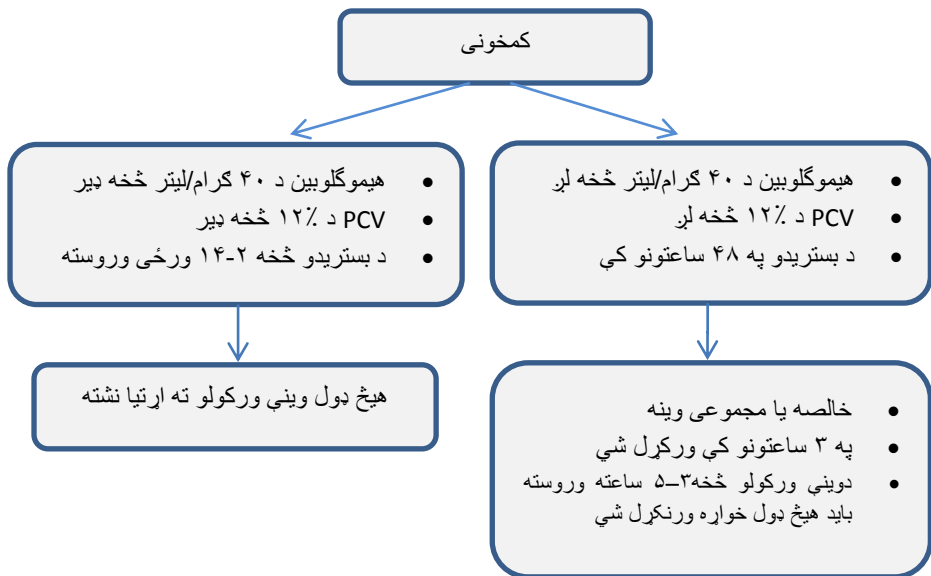 کمخونی
هیموګلوبین د ۴۰ ګرام/لیتر څخه لږ
PCV د ۱۲٪ څخه لږ
د بستریدو په ۴۸ ساعتونو کې
هیموګلوبین د ۴۰ ګرام/لیتر څخه ډیر
PCV د ۱۲٪ څخه ډیر
د بستریدو څخه ۲-۱۴ ورځی وروسته
خالصه یا مجموعی وینه
په ۳ ساعتونو کې ورکړل شي
دوینې ورکولو څخه۳–۵ ساعته وروسته
باید هیڅ ډول خواړه ورنکړل شي
هیڅ ډول وینې ورکولو ته اړتیا نشته